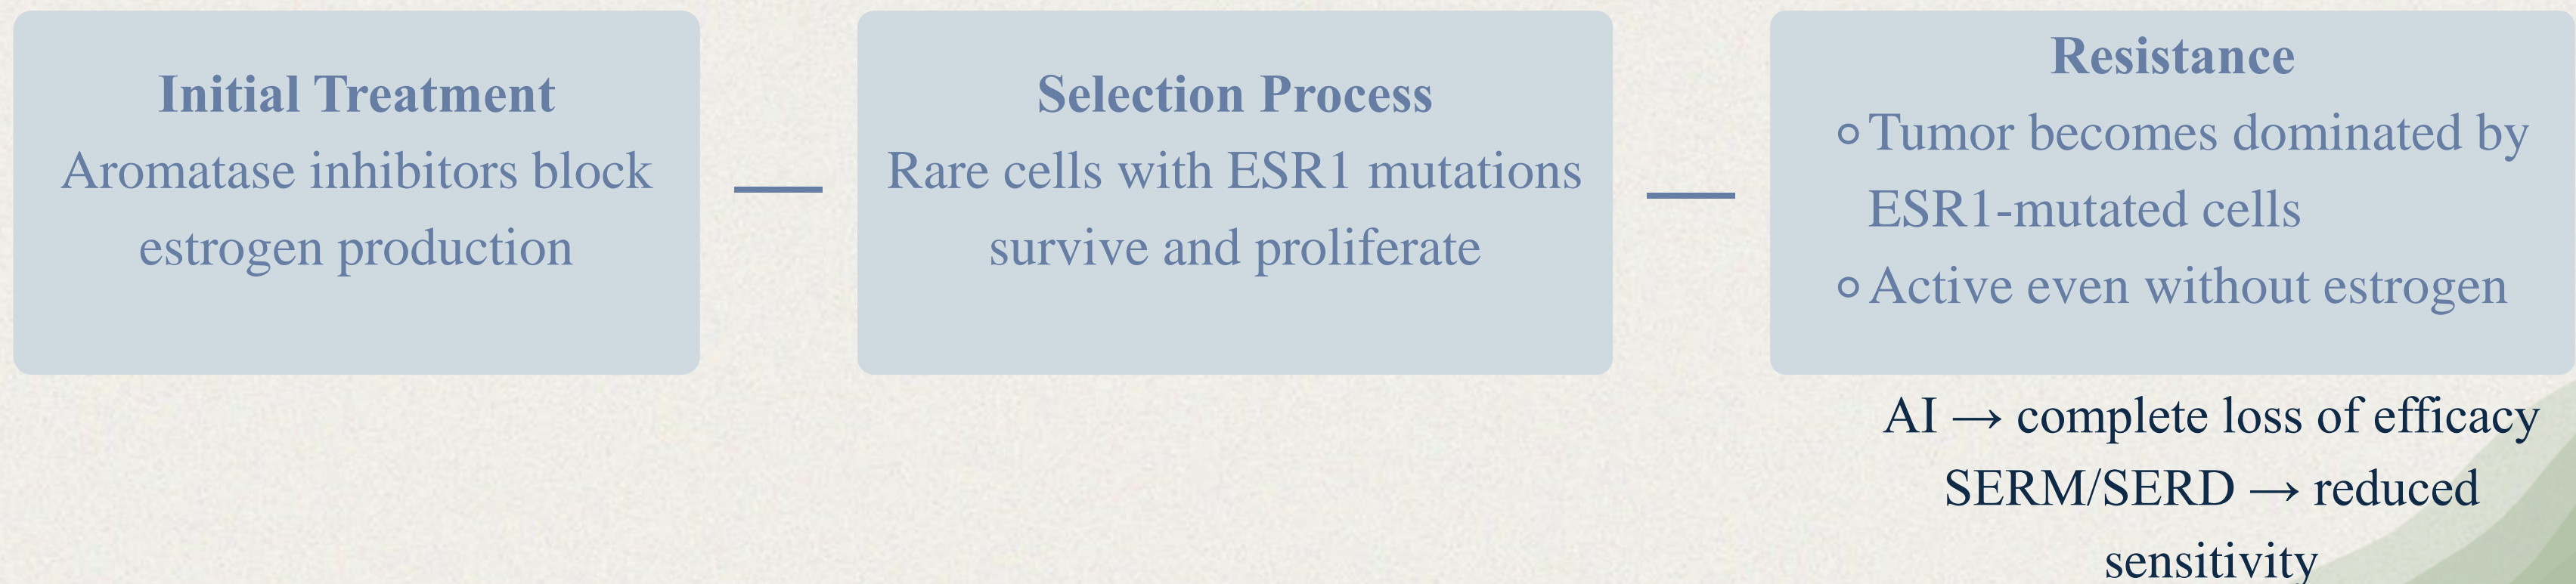 Initial Treatment
Aromatase inhibitors block
estrogen production
Selection Process
Rare cells with ESR1 mutations
survive and proliferate
Resistance
⚬Tumor becomes dominated by
ESR1-mutated cells
⚬Active even without estrogen
AI → complete loss of efficacy
SERM/SERD → reduced
sensitivity